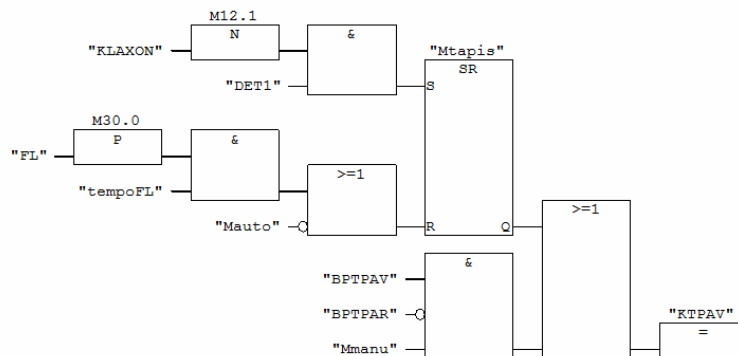 M12.1
"KLAXON" N & "Mtapis"
SR
"DET1" S
M30.0
"FL" P &
"tempoFL" >=1
"Mauto" R Q >=1
"BPTPAV" &
"BPTPAR" "KTPAV"
=
"Mmanu"